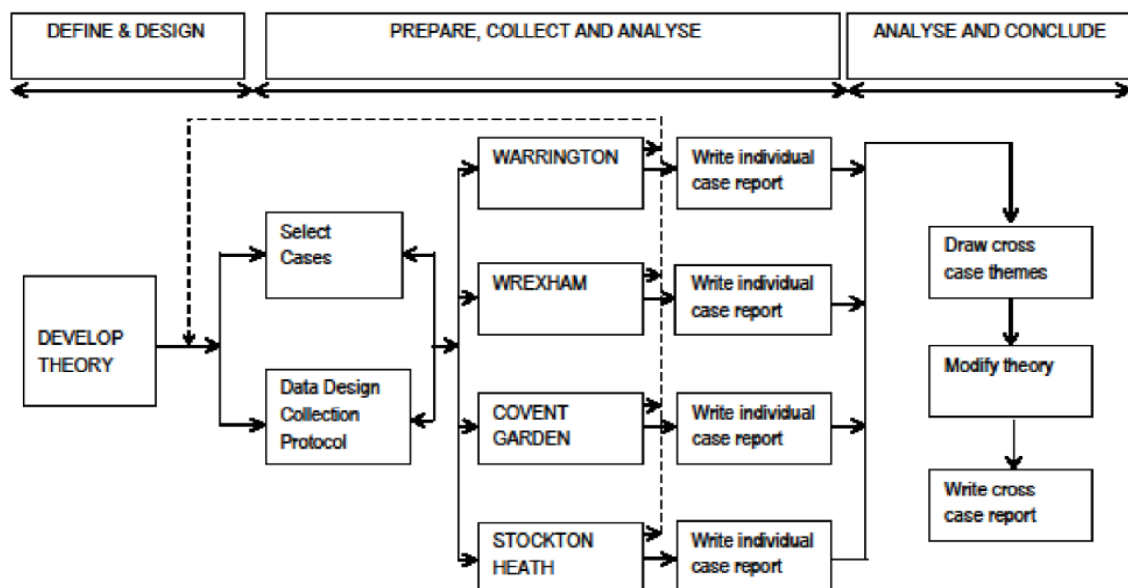 DEFINE & DESIGN
PREPARE, COLLECT AND ANALYSE
ANALYSE AND CONCLUDE
WARRINGTON
Write individual
case report
Select
Cases
Draw cross
case themes
WREXHAM
Write individual
case report
DEVELOP
THEORY
Modify theory
Data Design
Collection
Protocol
COVENT
GARDEN
Write individual
case report
Write cross
case report
STOCKTON
HEATH
Write individual
case report